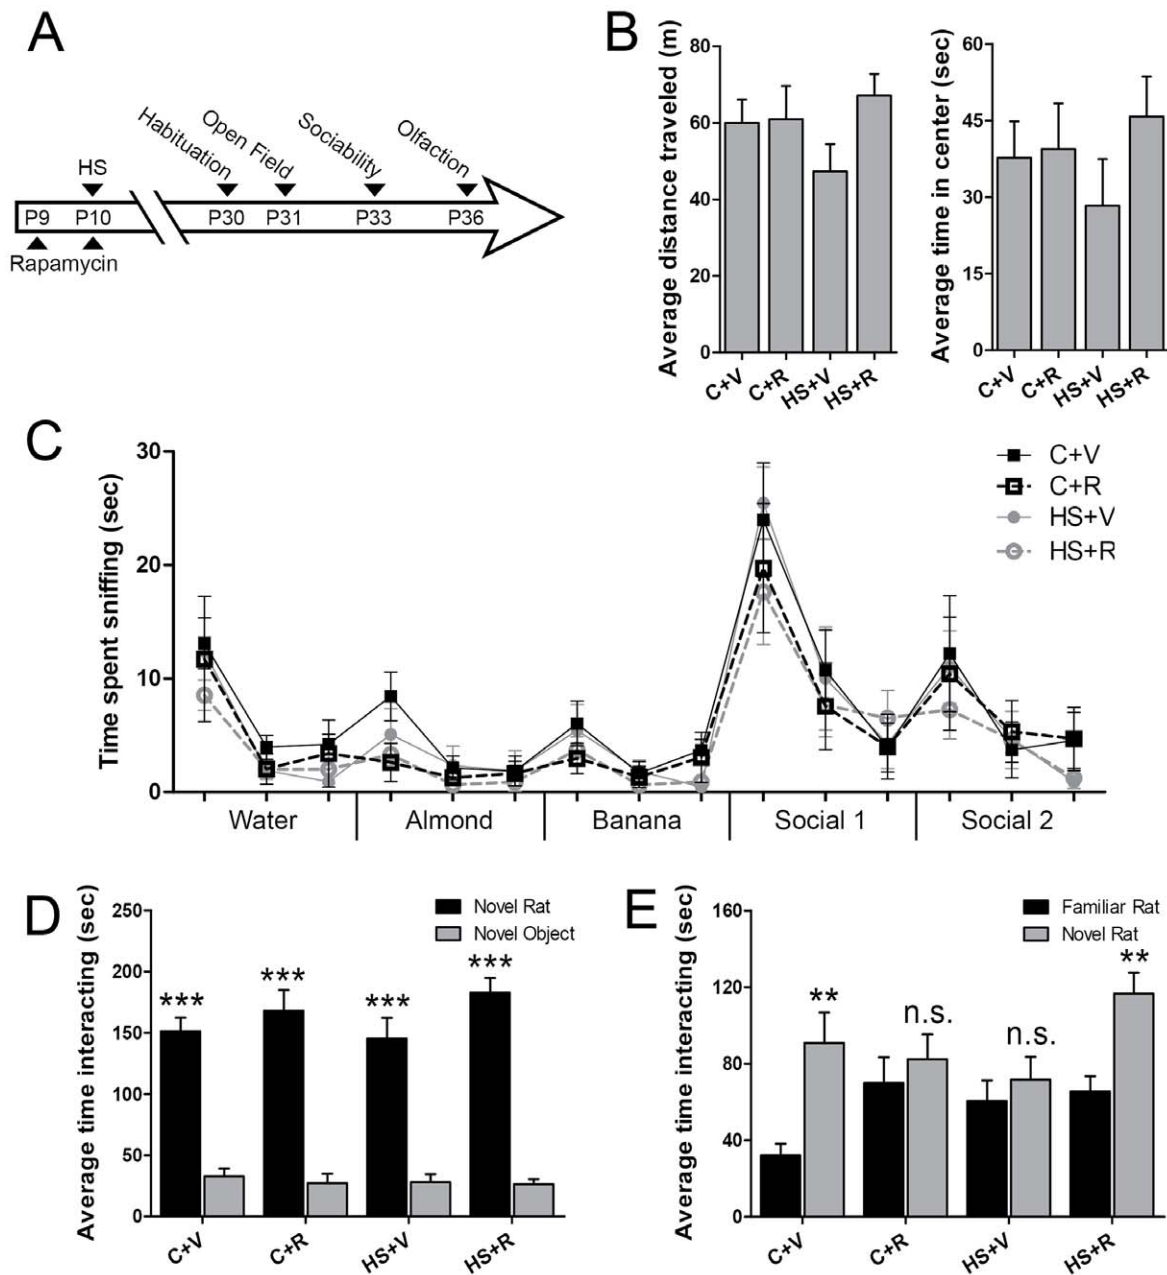 A
HS
Habituation
Open Field
Sociability
Olfaction
P9
P10
P30
P31
P33
P36
Rapamycin
B
Average distance traveled (m)
80
60
40
20
0
C+V
C+R
HS+V
HS+R
Average time in center (sec)
60
45
30
15
0
C+V
C+R
HS+V
HS+R
C
Time spent sniffing (sec)
30
20
10
0
C+V
C+R
HS+V
HS+R
Water
Almond
Banana
Social 1
Social 2
D
Average time interacting (sec)
250
200
150
100
50
0
Novel Rat
Novel Object
***
***
***
***
C+V
C+R
HS+V
HS+R
E
Average time interacting (sec)
160
120
80
40
0
Familiar Rat
Novel Rat
**
n.s.
n.s.
**
C+V
C+R
HS+V
HS+R